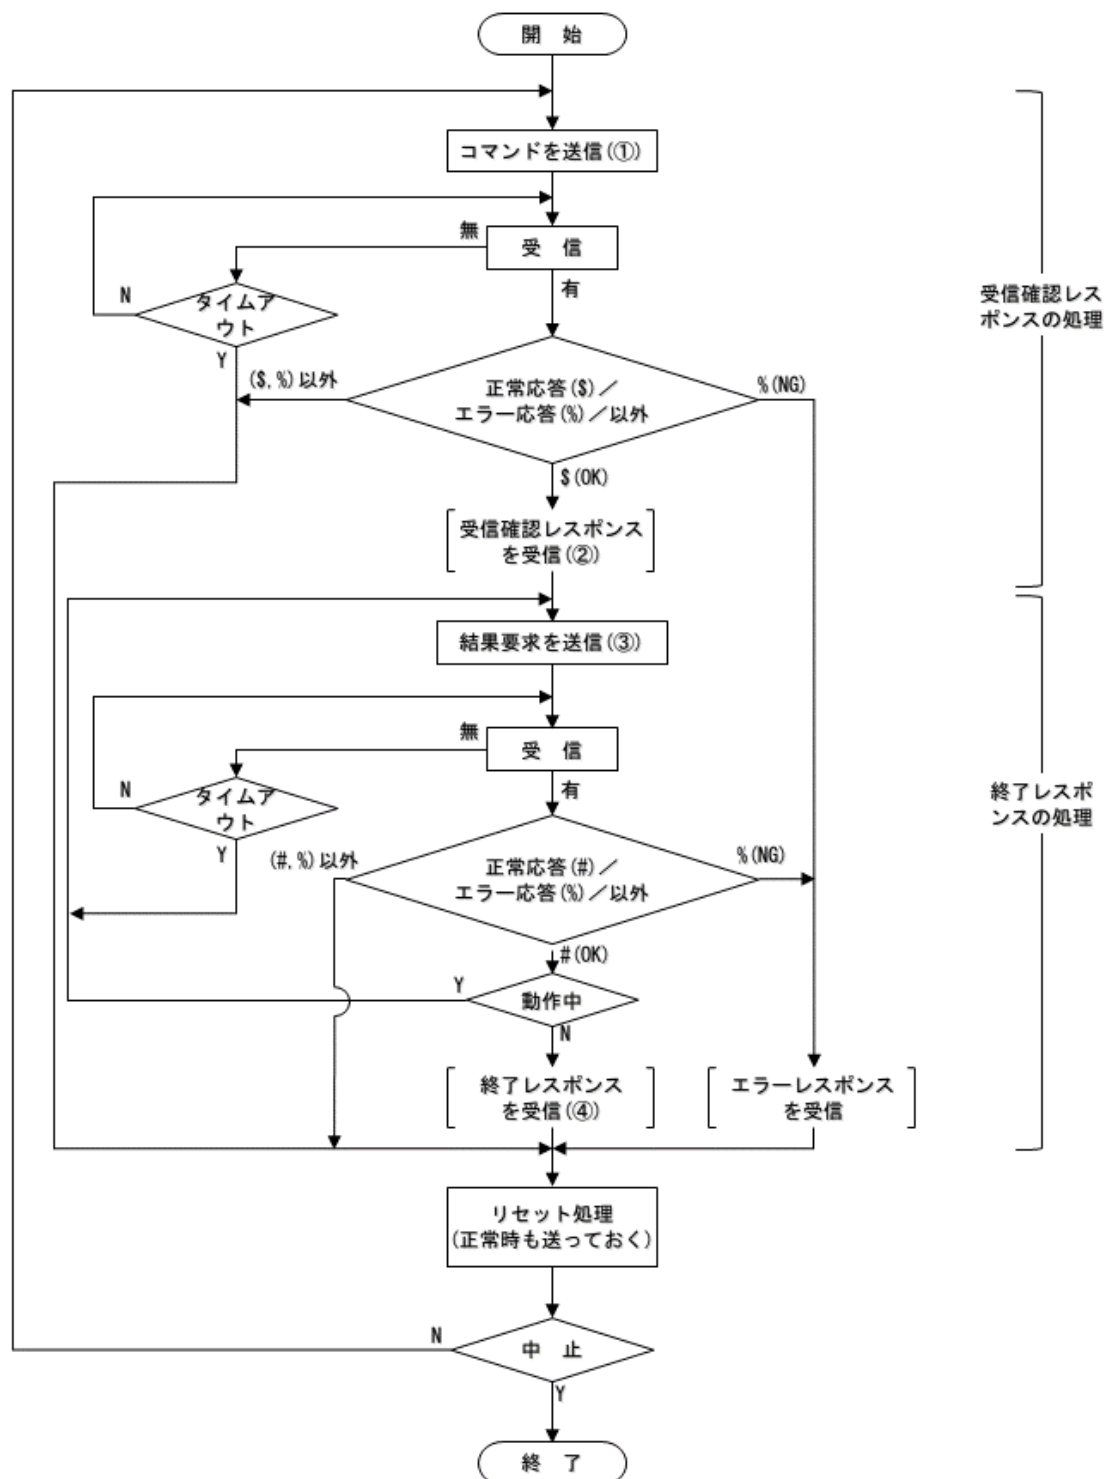 開　始
コマンドを送信(①)
無
受　信
有
N
タイムア
ウト
Y
受信確認レス
ポンスの処理
($,%)以外
正常応答($)／
エラー応答(%)／以外
%(NG)
$(OK)
受信確認レスポンス
を受信(②)
結果要求を送信(③)
無
受　信
有
N
タイムア
ウト
Y
終了レスポ
ンスの処理
(#,%)以外
正常応答(#)／
エラー応答(%)／以外
%(NG)
#(OK)
Y
動作中
N
終了レスポンス
を受信(④)
エラーレスポンス
を受信
リセット処理
(正常時も送っておく)
N
中　止
Y
終　了